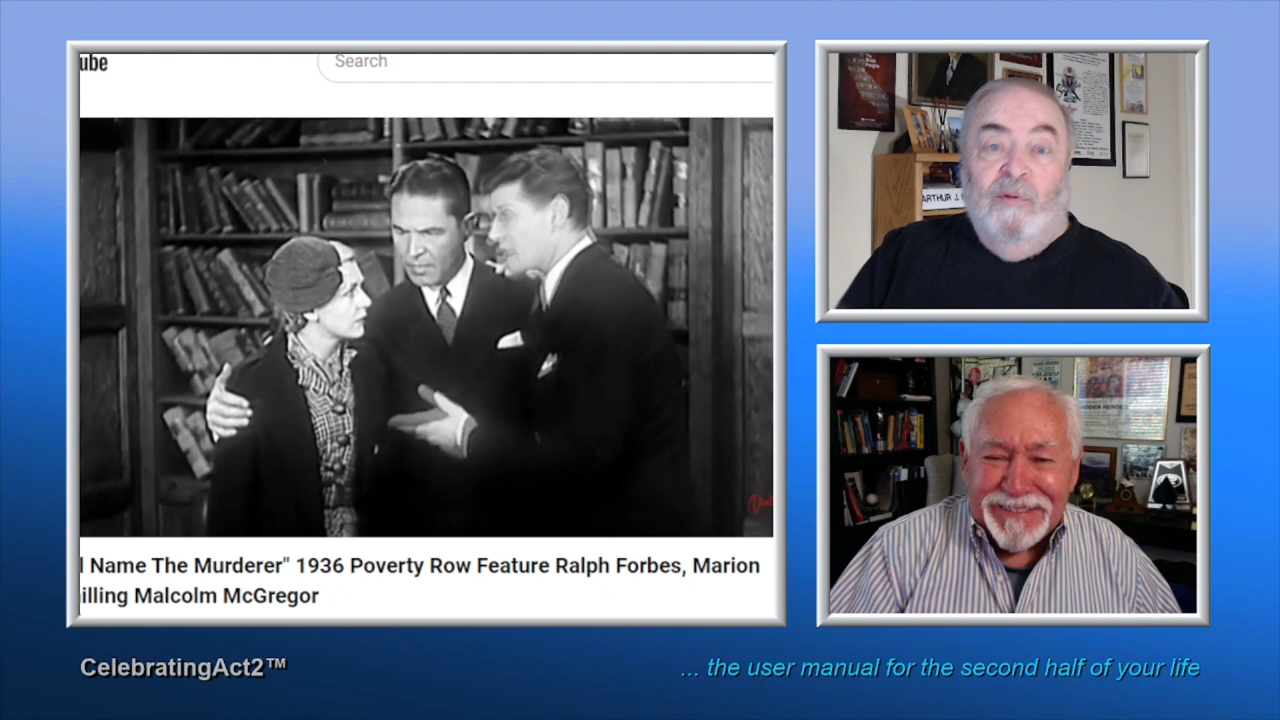 ube
Search
l Name The Murderer" 1936 Poverty Row Feature Ralph Forbes, Marion
illing Malcolm McGregor
ARTHUR J.
CelebratingAct2™
... the user manual for the second half of your life